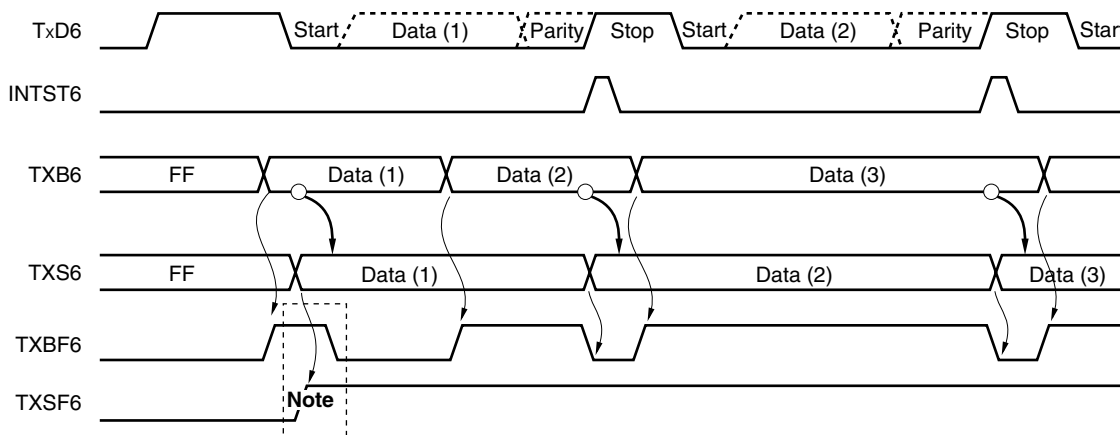 TxD6 Start Data (1) Parity Stop Start Data (2) Parity Stop Start
INTST6
TXB6 FF Data (1) Data (2) Data (3)
TXS6 FF Data (1) Data (2) Data (3)
TXBF6
TXSF6 Note